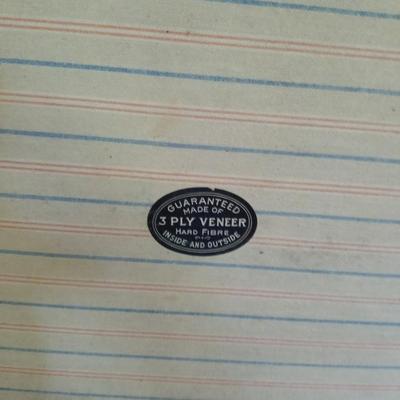 GUARANTEED
MADE OF
3 PLY VENEER
HARD FIBRE
INSIDE AND OUTSIDE